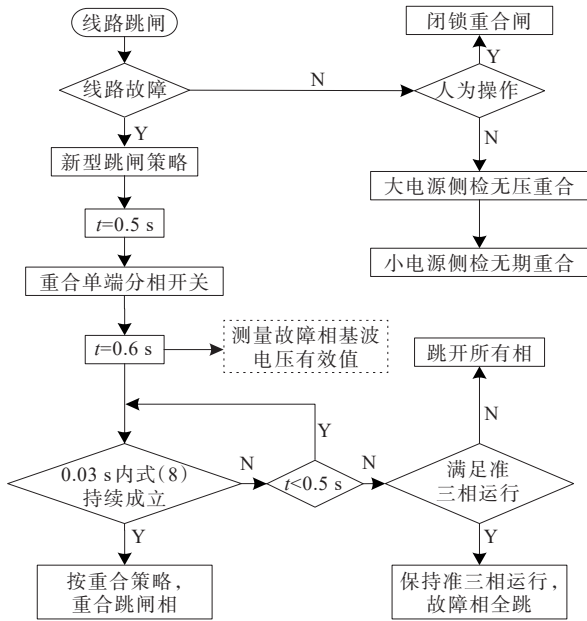 线路跳闸
闭锁重合闸
Y
线路故障
N
人为操作
Y
N
新型跳闸策略
大电源侧检无压重合
t=0.5 s
小电源侧检无期重合
重合单端分相开关
t=0.6 s
测量故障相基波
电压有效值
跳开所有相
Y
N
0.03 s内式(8)
持续成立
N
t<0.5 s
N
满足准
三相运行
Y
Y
按重合策略,
重合跳闸相
保持准三相运行,
故障相全跳